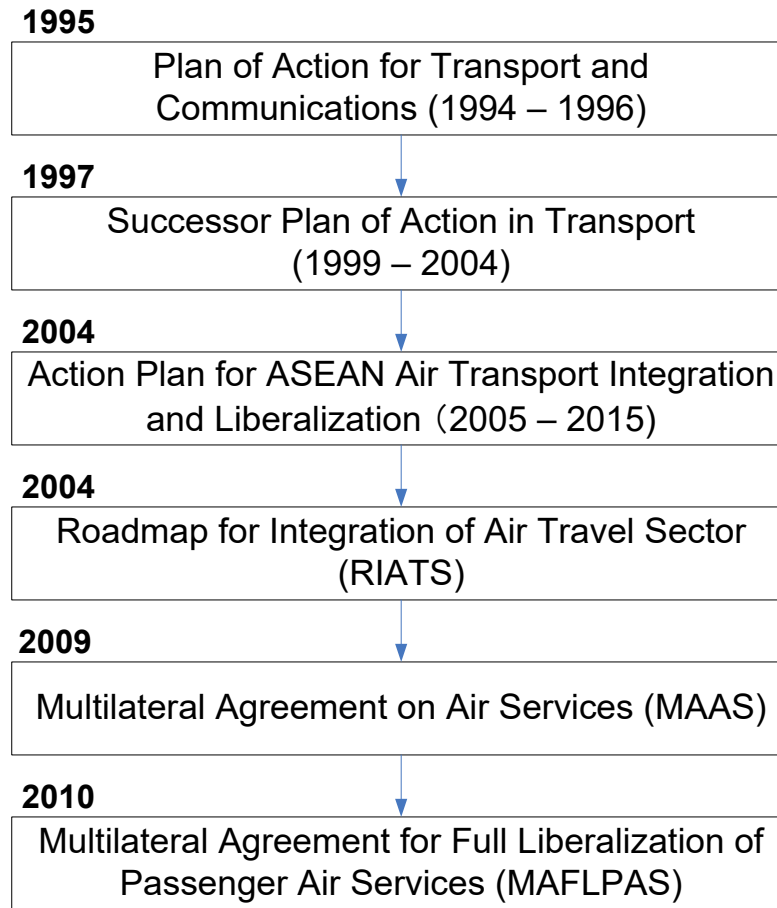 1995
Plan of Action for Transport and
Communications (1994 – 1996)
1997
Successor Plan of Action in Transport
(1999 – 2004)
2004
Action Plan for ASEAN Air Transport Integration
and Liberalization（2005 – 2015)
2004
Roadmap for Integration of Air Travel Sector
(RIATS)
2009
Multilateral Agreement on Air Services (MAAS)
2010
Multilateral Agreement for Full Liberalization of
Passenger Air Services (MAFLPAS)